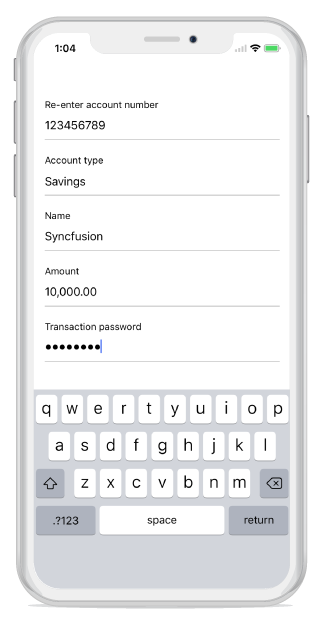 1:04
Re-enter account number
123456789
Account type
Savings
Name
Syncfusion
Amount
10,000.00
Transaction password
●●●●●●●●
q w e r t y u i o p
a s d f g h j k l
z x c v b n m
.?123 space return